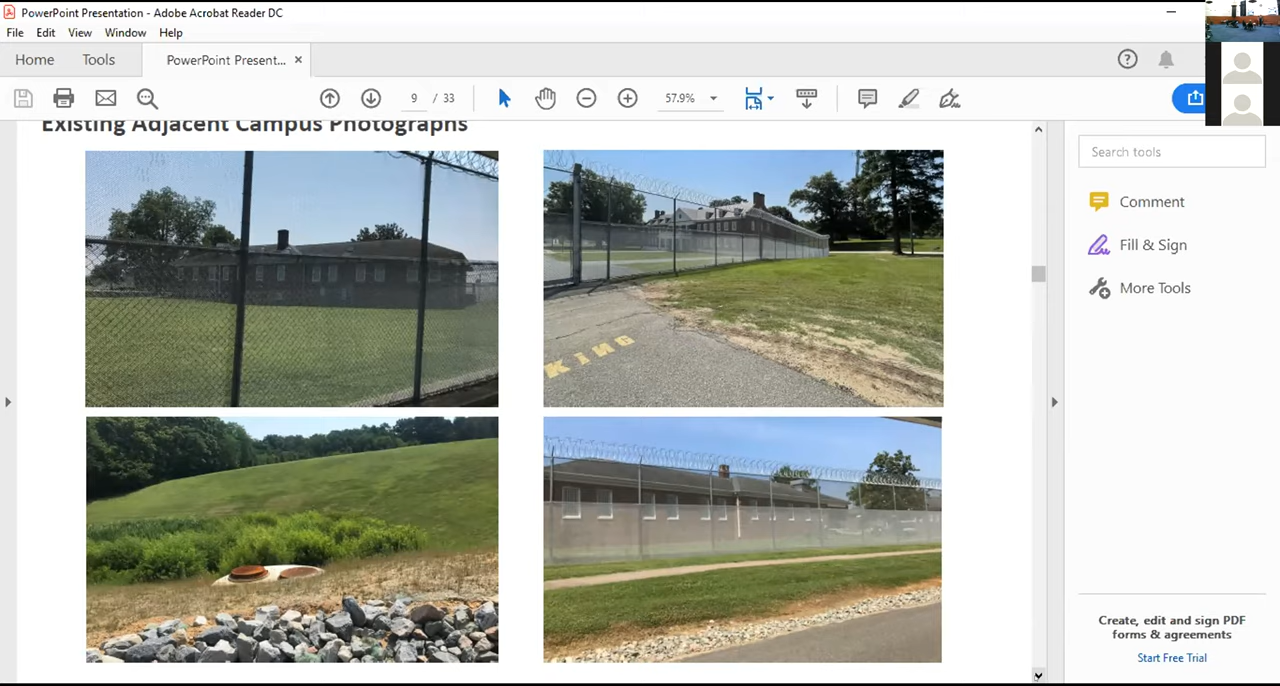 PowerPoint Presentation - Adobe Acrobat Reader DC
File Edit View Window Help
Home Tools PowerPoint Present... ×
9 / 33 57.9%
Existing Adjacent Campus Photographs
KING
Search tools
Comment
Fill & Sign
More Tools
Create, edit and sign PDF
forms & agreements
Start Free Trial